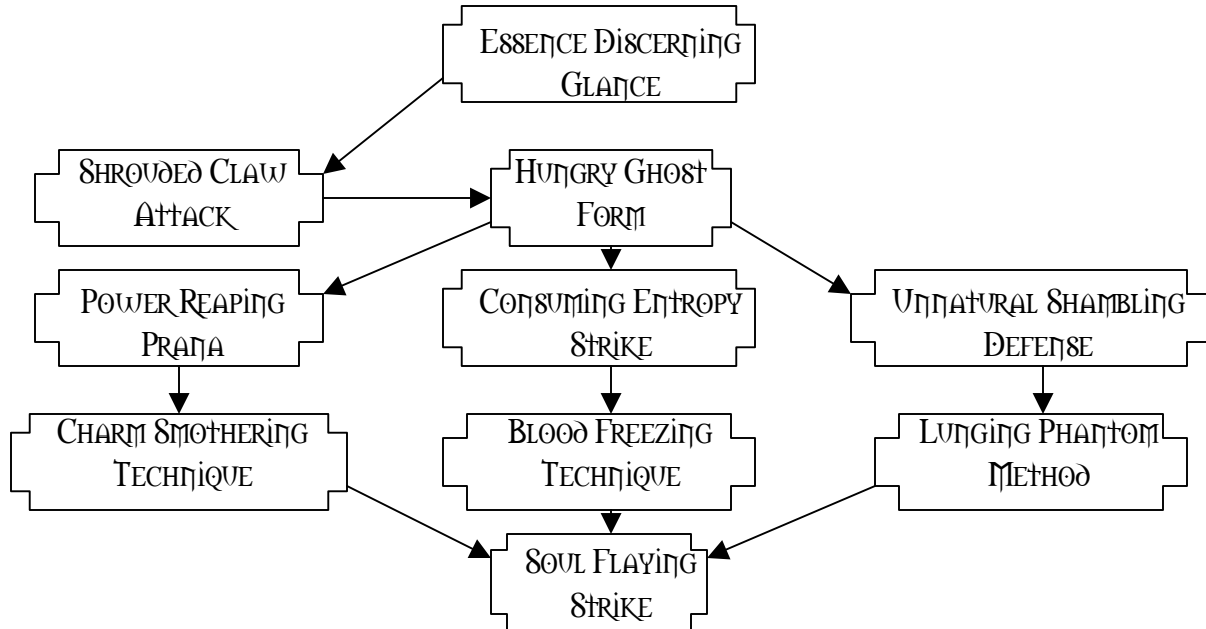 Essence Discerning
Glance
Shrouded Claw
Attack
Hungry Ghost
Form
Power Reaping
Prana
Consuming Entropy
Strike
Unnatural Shambling
Defense
Charm Smothering
Technique
Blood Freezing
Technique
Lunging Phantom
Method
Soul Flaying
Strike